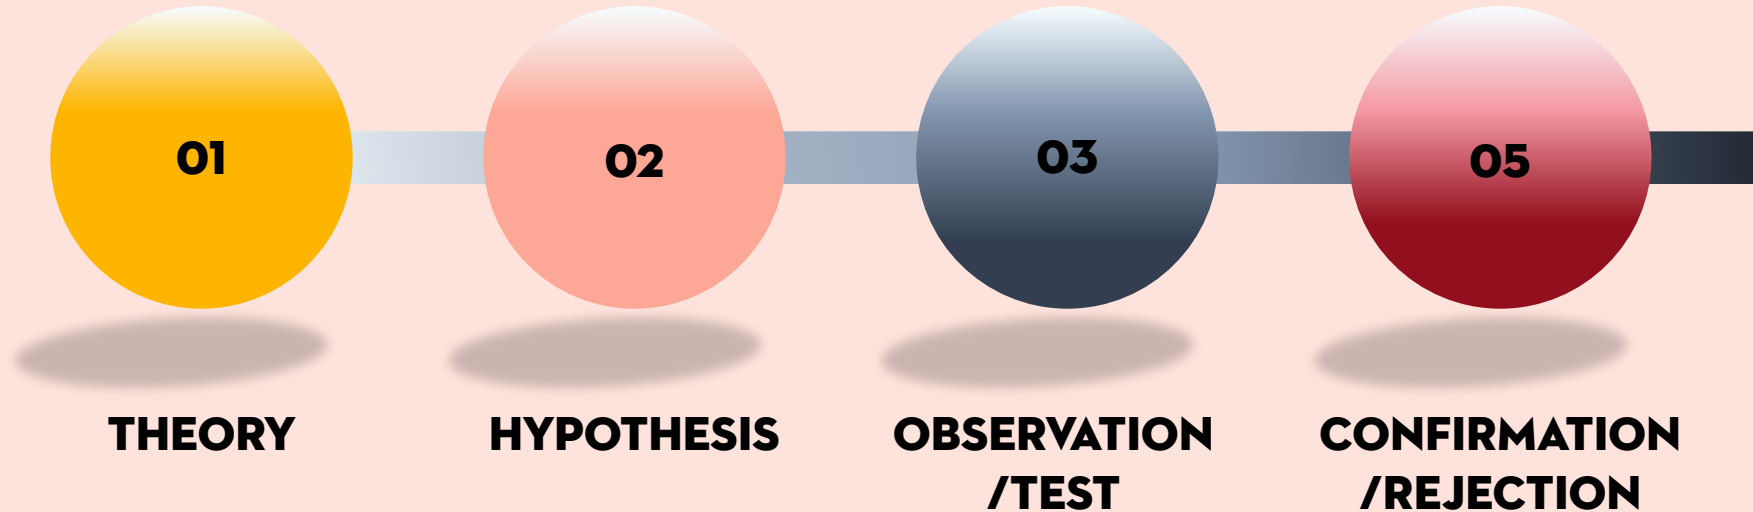 01
02
03
05
THEORY
HYPOTHESIS
OBSERVATION
/TEST
CONFIRMATION
/REJECTION